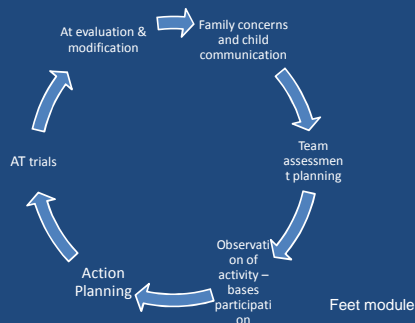 At evaluation &
modification
Family concerns
and child
communication
Team
assessmen
t planning
Observati
on of
activity –
bases
participati
on
Action
Planning
AT trials
Feet module